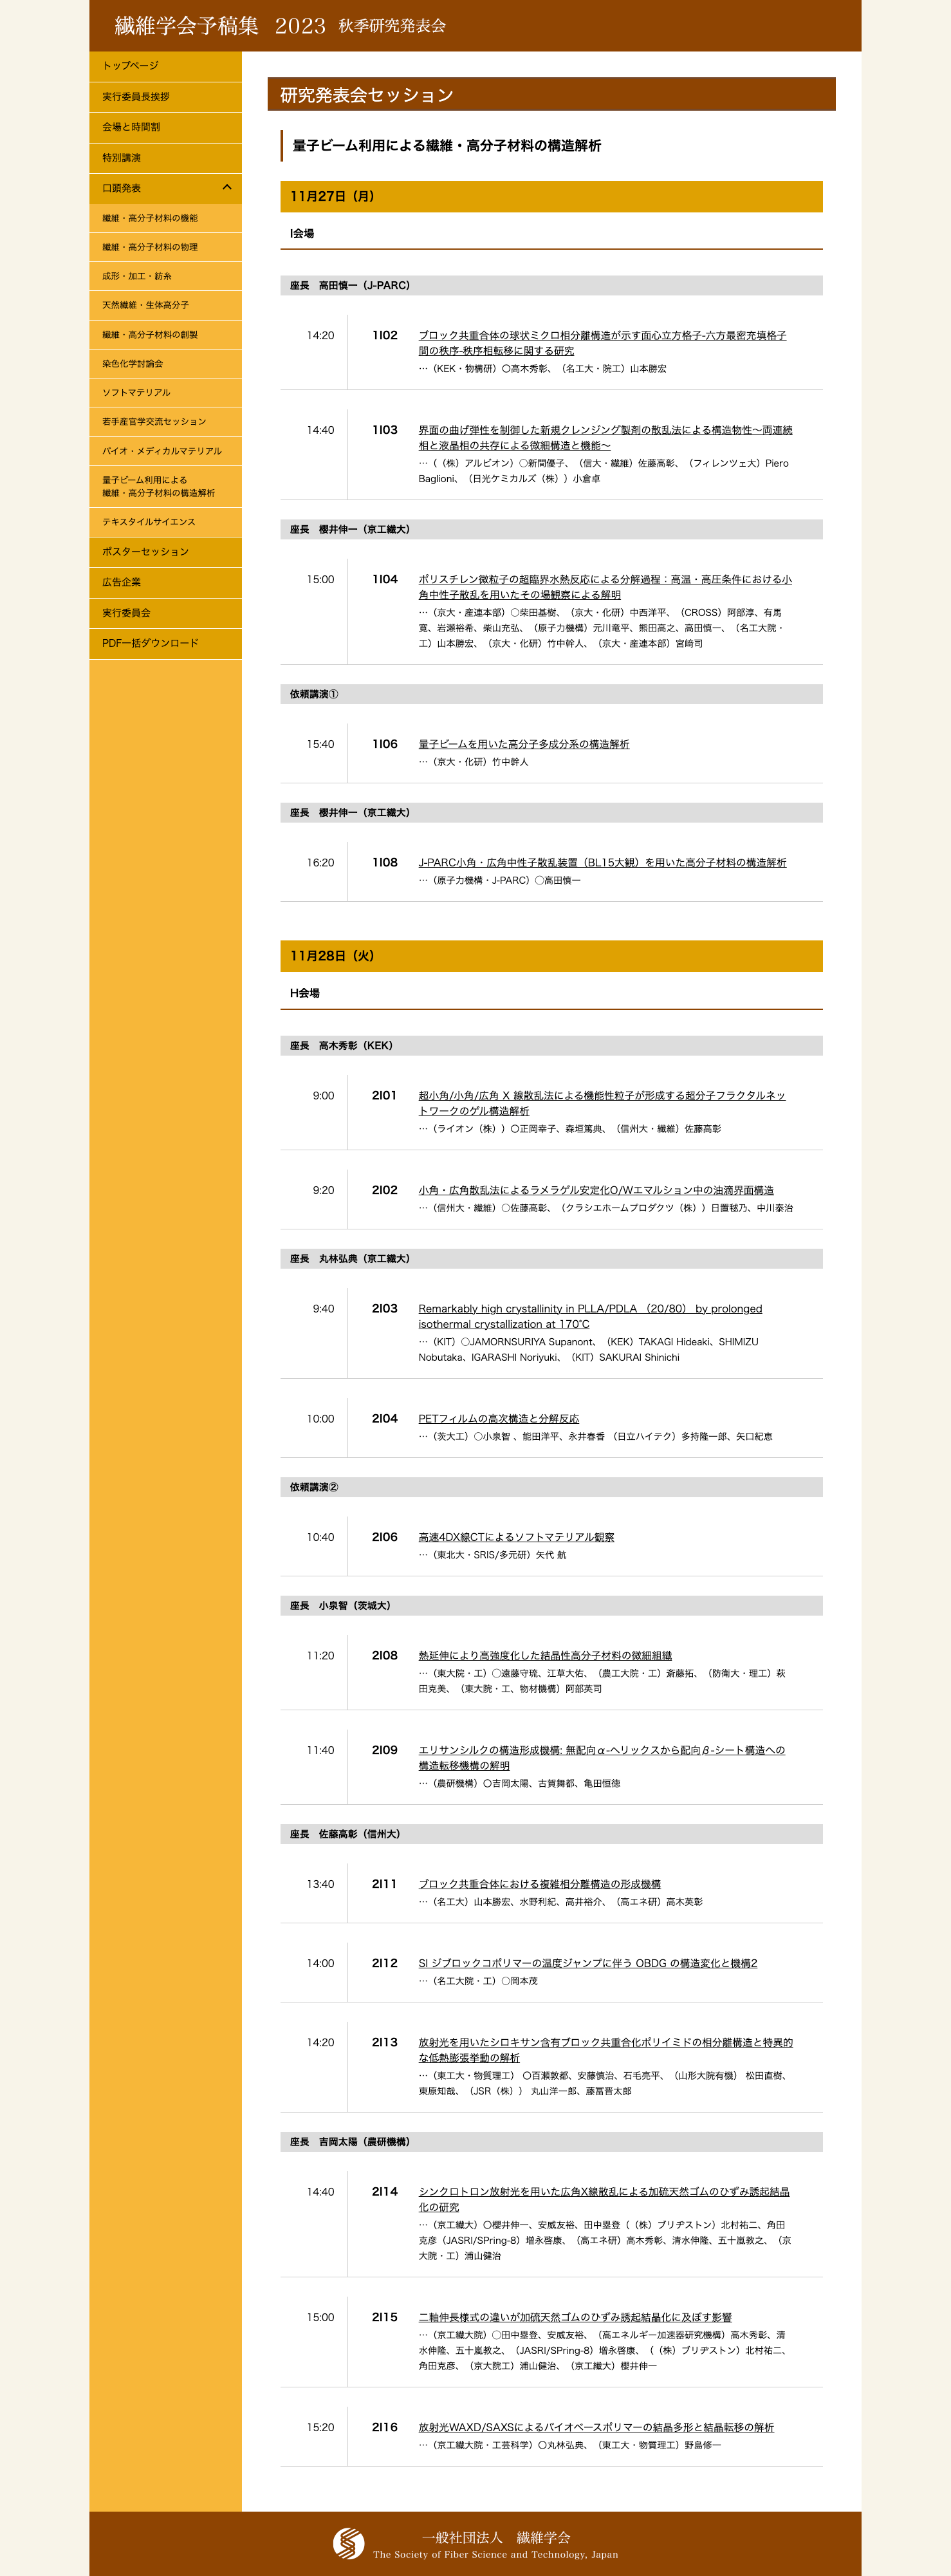 繊維学会予稿集 2023 秋季研究発表会
トップページ
実行委員長挨拶
会場と時間割
特別講演
口頭発表
繊維・高分子材料の機能
繊維・高分子材料の物理
成形・加工・紡糸
天然繊維・生体高分子
繊維・高分子材料の創製
染色化学討論会
ソフトマテリアル
若手産官学交流セッション
バイオ・メディカルマテリアル
量子ビーム利用による
繊維・高分子材料の構造解析
テキスタイルサイエンス
ポスターセッション
広告企業
実行委員会
PDF一括ダウンロード
研究発表会セッション
量子ビーム利用による繊維・高分子材料の構造解析
11月27日（月）
I会場
座長　高田慎一（J-PARC）
14:20 1I02 ブロック共重合体の球状ミクロ相分離構造が示す面心立方格子-六方最密充填格子
間の秩序-秩序相転移に関する研究
…（KEK・物構研）〇高木秀彰、（名工大・院工）山本勝宏
14:40 1I03 界面の曲げ弾性を制御した新規クレンジング製剤の散乱法による構造物性～両連続
相と液晶相の共存による微細構造と機能～
…（（株）アルビオン）○新間優子、（信大・繊維）佐藤高彰、（フィレンツェ大）Piero
Baglioni、（日光ケミカルズ（株））小倉卓
座長　櫻井伸一（京工繊大）
15:00 1I04 ポリスチレン微粒子の超臨界水熱反応による分解過程：高温・高圧条件における小
角中性子散乱を用いたその場観察による解明
…（京大・産連本部）○柴田基樹、（京大・化研）中西洋平、（CROSS）阿部淳、有馬
寛、岩瀬裕希、柴山充弘、（原子力機構）元川竜平、熊田高之、高田慎一、（名工大院・
工）山本勝宏、（京大・化研）竹中幹人、（京大・産連本部）宮﨑司
依頼講演①
15:40 1I06 量子ビームを用いた高分子多成分系の構造解析
…（京大・化研）竹中幹人
座長　櫻井伸一（京工繊大）
16:20 1I08 J-PARC小角・広角中性子散乱装置（BL15大観）を用いた高分子材料の構造解析
…（原子力機構・J-PARC）◯高田慎一
11月28日（火）
H会場
座長　高木秀彰（KEK）
9:00 2I01 超小角/小角/広角 X 線散乱法による機能性粒子が形成する超分子フラクタルネッ
トワークのゲル構造解析
…（ライオン（株））〇正岡幸子、森垣篤典、（信州大・繊維）佐藤高彰
9:20 2I02 小角・広角散乱法によるラメラゲル安定化O/Wエマルション中の油滴界面構造
…（信州大・繊維）○佐藤高彰、（クラシエホームプロダクツ（株））日置毬乃、中川泰治
座長　丸林弘典（京工繊大）
9:40 2I03 Remarkably high crystallinity in PLLA/PDLA （20/80） by prolonged
isothermal crystallization at 170℃
…（KIT）○JAMORNSURIYA Supanont、（KEK）TAKAGI Hideaki、SHIMIZU
Nobutaka、IGARASHI Noriyuki、（KIT）SAKURAI Shinichi
10:00 2I04 PETフィルムの高次構造と分解反応
…（茨大工）○小泉智 、能田洋平、永井春香 （日立ハイテク）多持隆一郎、矢口紀恵
依頼講演②
10:40 2I06 高速4DX線CTによるソフトマテリアル観察
…（東北大・SRIS/多元研）矢代 航
座長　小泉智（茨城大）
11:20 2I08 熱延伸により高強度化した結晶性高分子材料の微細組織
…（東大院・工）◯遠藤守琉、江草大佑、（農工大院・工）斎藤拓、（防衛大・理工）萩
田克美、（東大院・工、物材機構）阿部英司
11:40 2I09 エリサンシルクの構造形成機構: 無配向α-ヘリックスから配向β-シート構造への
構造転移機構の解明
…（農研機構）〇吉岡太陽、古賀舞都、亀田恒徳
座長　佐藤高彰（信州大）
13:40 2I11 ブロック共重合体における複雑相分離構造の形成機構
…（名工大）山本勝宏、水野利紀、高井裕介、（高エネ研）高木英彰
14:00 2I12 SI ジブロックコポリマーの温度ジャンプに伴う OBDG の構造変化と機構2
…（名工大院・工）○岡本茂
14:20 2I13 放射光を用いたシロキサン含有ブロック共重合化ポリイミドの相分離構造と特異的
な低熱膨張挙動の解析
…（東工大・物質理工） 〇百瀬敦都、安藤慎治、石毛亮平、（山形大院有機） 松田直樹、
東原知哉、（JSR（株）） 丸山洋一郎、藤冨晋太郎
座長　吉岡太陽（農研機構）
14:40 2I14 シンクロトロン放射光を用いた広角X線散乱による加硫天然ゴムのひずみ誘起結晶
化の研究
…（京工繊大）〇櫻井伸一、安威友裕、田中塁登（（株）ブリヂストン）北村祐二、角田
克彦（JASRI/SPring-8）増永啓康、（高エネ研）高木秀彰、清水伸隆、五十嵐教之、（京
大院・工）浦山健治
15:00 2I15 二軸伸長様式の違いが加硫天然ゴムのひずみ誘起結晶化に及ぼす影響
…（京工繊大院）◯田中塁登、安威友裕、（高エネルギー加速器研究機構）高木秀彰、清
水伸隆、五十嵐教之、（JASRI/SPring-8）増永啓康、（（株）ブリヂストン）北村祐二、
角田克彦、（京大院工）浦山健治、（京工繊大）櫻井伸一
15:20 2I16 放射光WAXD/SAXSによるバイオベースポリマーの結晶多形と結晶転移の解析
…（京工繊大院・工芸科学）〇丸林弘典、（東工大・物質理工）野島修一
一般社団法人　繊維学会
The Society of Fiber Science and Technology, Japan